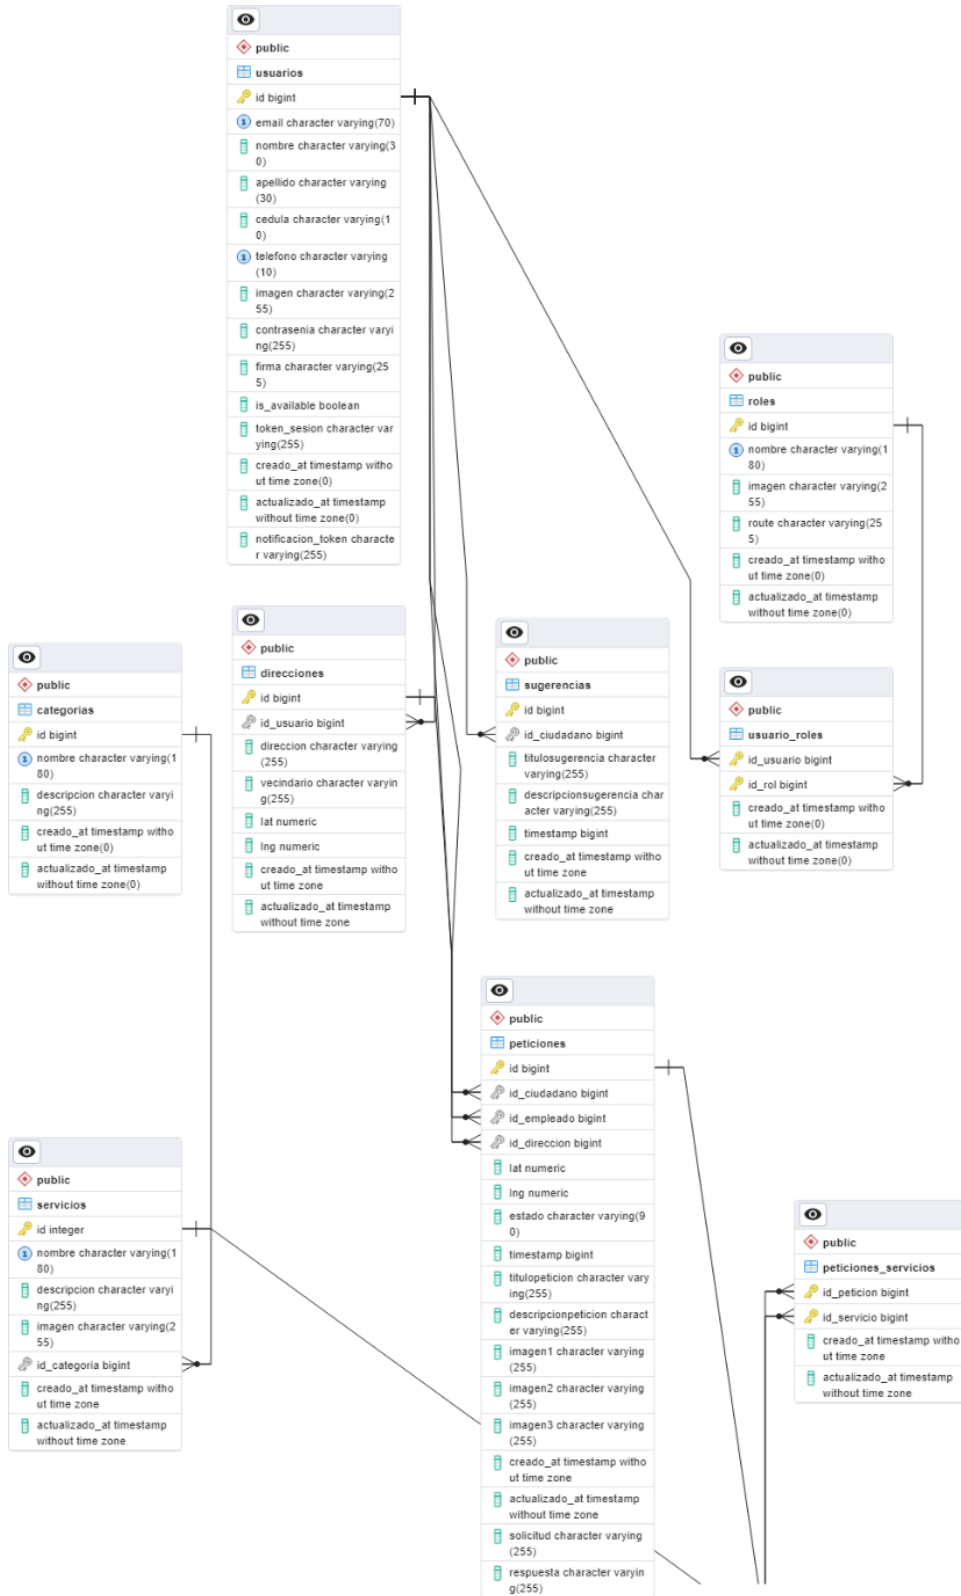 public
usuarios
id bigint
email character varying(70)
nombre character varying(3
0)
apellido character varying
(30)
cedula character varying(1
0)
telefono character varying
(10)
imagen character varying(2
55)
contrasenia character varyi
ng(255)
firma character varying(25
5)
is_available boolean
token_sesion character var
ying(255)
creado_at timestamp witho
ut time zone(0)
actualizado_at timestamp
without time zone(0)
notificacion_token characte
r varying(255)
public
roles
id bigint
nombre character varying(1
80)
imagen character varying(2
55)
route character varying(25
5)
creado_at timestamp witho
ut time zone(0)
actualizado_at timestamp
without time zone(0)
public
direcciones
id bigint
id_usuario bigint
direccion character varying
(255)
vecindario character varyin
g(255)
lat numeric
lng numeric
creado_at timestamp witho
ut time zone
actualizado_at timestamp
without time zone
public
sugerencias
id bigint
id_ciudadano bigint
titulosugerencia character
varying(255)
descripcionsugerencia char
acter varying(255)
timestamp bigint
creado_at timestamp witho
ut time zone
actualizado_at timestamp
without time zone
public
categorias
id bigint
nombre character varying(1
80)
descripcion character varyi
ng(255)
creado_at timestamp witho
ut time zone(0)
actualizado_at timestamp
without time zone(0)
public
usuario_roles
id_usuario bigint
id_rol bigint
creado_at timestamp witho
ut time zone(0)
actualizado_at timestamp
without time zone(0)
public
peticiones
id bigint
id_ciudadano bigint
id_empleado bigint
id_direccion bigint
lat numeric
lng numeric
estado character varying(9
0)
timestamp bigint
titulopeticion character vary
ing(255)
descripcionpeticion charact
er varying(255)
imagen1 character varying
(255)
imagen2 character varying
(255)
imagen3 character varying
(255)
creado_at timestamp witho
ut time zone
actualizado_at timestamp
without time zone
solicitud character varying
(255)
respuesta character varyin
g(255)
public
servicios
id integer
nombre character varying(1
80)
descripcion character varyi
ng(255)
imagen character varying(2
55)
id_categoria bigint
creado_at timestamp witho
ut time zone
actualizado_at timestamp
without time zone
public
peticiones_servicios
id_peticion bigint
id_servicio bigint
creado_at timestamp witho
ut time zone
actualizado_at timestamp
without time zone